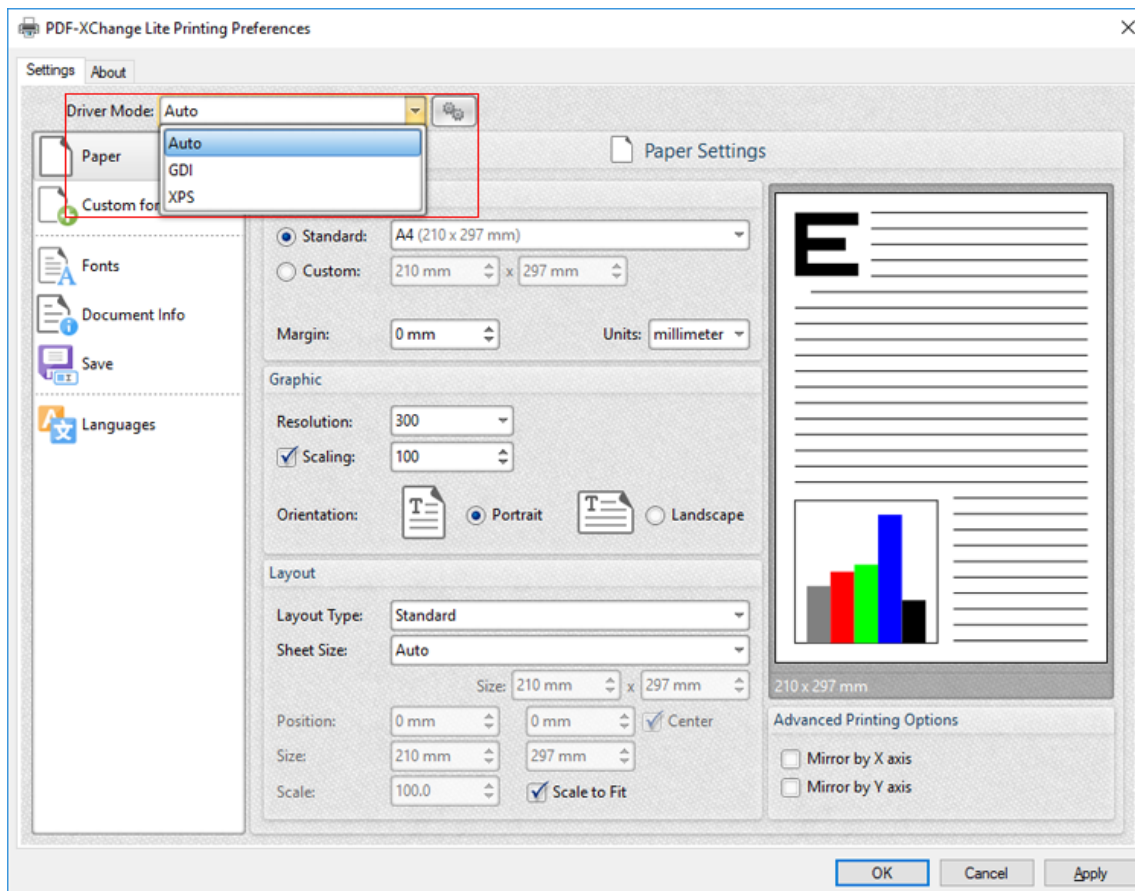 PDF-XChange Lite Printing Preferences
Settings About
Driver Mode: Auto
Auto
GDI
XPS
Paper
Custom for
Fonts
Document Info
Save
Languages
Paper Settings
Standard: A4 (210 x 297 mm)
Custom: 210 mm x 297 mm
Margin: 0 mm Units: millimeter
Graphic
Resolution: 300
Scaling: 100
Orientation: T Portrait T Landscape
Layout
Layout Type: Standard
Sheet Size: Auto
Size: 210 mm x 297 mm
Position: 0 mm 0 mm Center
Size: 210 mm 297 mm
Scale: 100.0 Scale to Fit
E
210 x 297 mm
Advanced Printing Options
Mirror by X axis
Mirror by Y axis
OK Cancel Apply